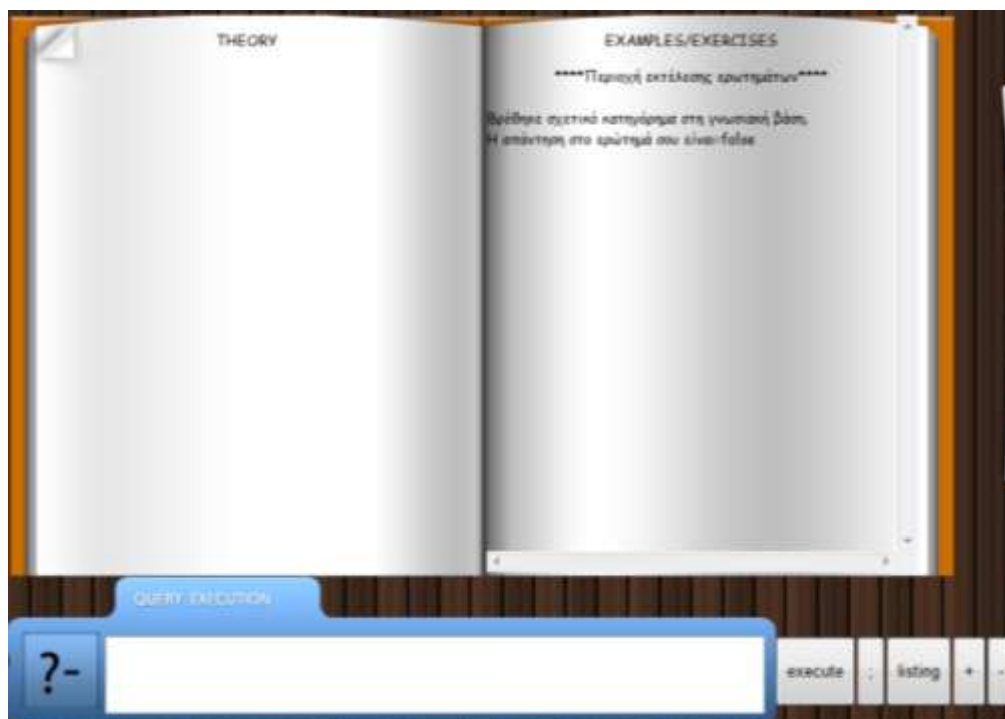 THEORY
EXAMPLES/EXERCISES
****Περιοχή εκτέλεσης ερωτημάτων****
Βρέθηκε σχετικό κατηγόρημα στη γνωσιακή βάση,
Η απάντηση στο ερώτημά σου είναι:false
QUERY EXECUTION
?-
execute
;
listing
+
-